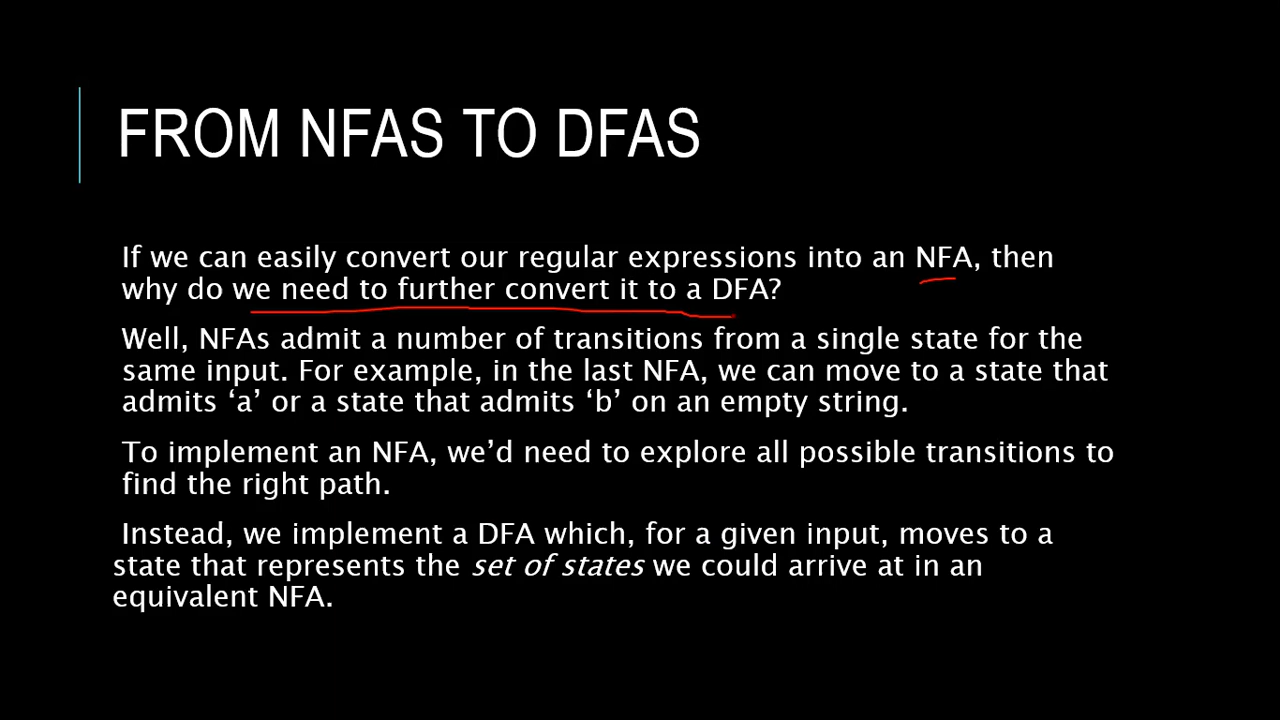 FROM NFAS TO DFAS
If we can easily convert our regular expressions into an NFA, then
why do we need to further convert it to a DFA?
Well, NFAs admit a number of transitions from a single state for the
same input. For example, in the last NFA, we can move to a state that
admits ‘a’ or a state that admits ‘b’ on an empty string.
To implement an NFA, we’d need to explore all possible transitions to
find the right path.
Instead, we implement a DFA which, for a given input, moves to a
state that represents the set of states we could arrive at in an
equivalent NFA.